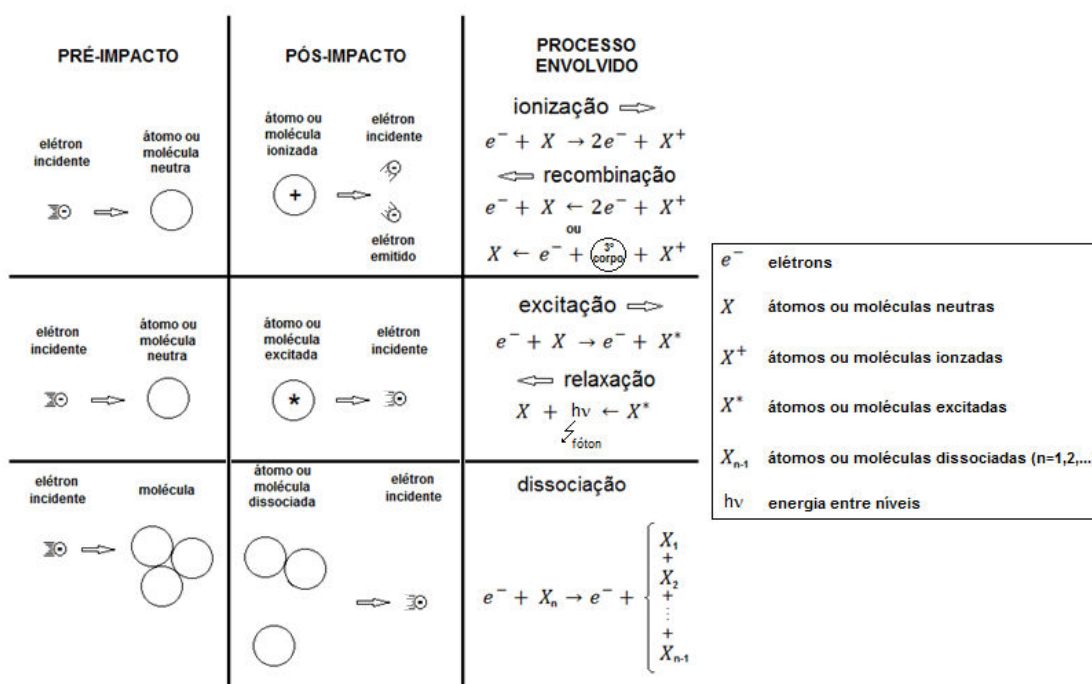 PRÉ-IMPACTO
PÓS-IMPACTO
PROCESSO
ENVOLVIDO
elétron
incidente
átomo ou
molécula
neutra
átomo ou
molécula
ionizada
+
elétron
incidente
elétron
emitido
ionização ⇨
e⁻ + X → 2e⁻ + X⁺
⇦ recombinação
e⁻ + X ← 2e⁻ + X⁺
ou
X ← e⁻ + 3º corpo + X⁺
elétron
incidente
átomo ou
molécula
neutra
átomo ou
molécula
excitada
*
elétron
incidente
excitação ⇨
e⁻ + X → e⁻ + X*
⇦ relaxação
X + hν ← X*
fóton
elétron
incidente
molécula
átomo ou
molécula
dissociada
elétron
incidente
dissociação
e⁻ + Xₙ → e⁻ + {
X₁
+
X₂
+
⋮
+
Xₙ₋₁
e⁻ elétrons
X átomos ou moléculas neutras
X⁺ átomos ou moléculas ionzadas
X* átomos ou moléculas excitadas
Xₙ₋₁ átomos ou moléculas dissociadas (n=1,2,...
hν energia entre níveis